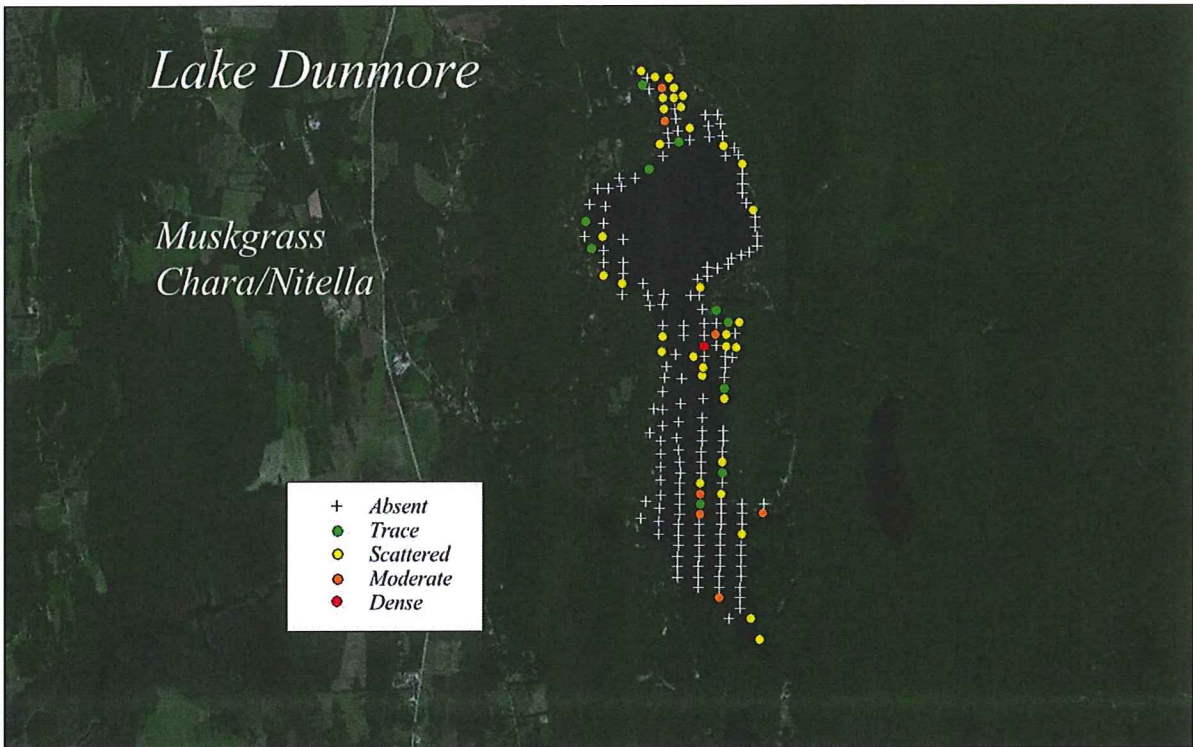 Lake Dunmore
Muskgrass
Chara/Nitella
Absent
Trace
Scattered
Moderate
Dense